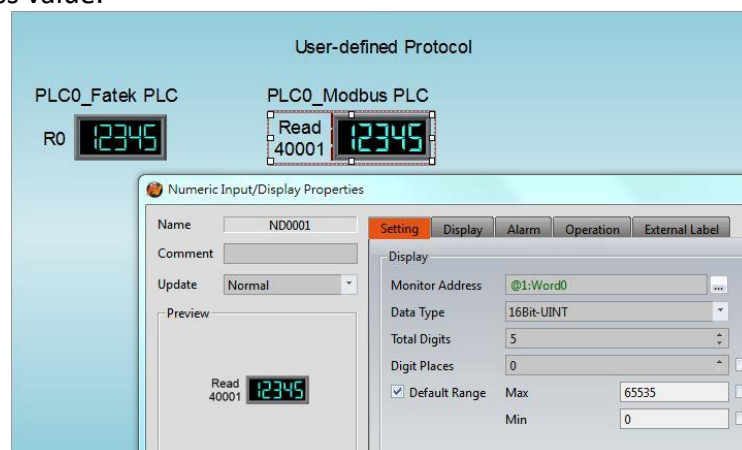 ss value.
User-defined Protocol
PLC0_Fatek PLC
PLC0_Modbus PLC
R0 12345
Read
40001
12345
Numeric Input/Display Properties
Name ND0001
Comment
Update Normal
Preview
Read
40001
12345
Setting Display Alarm Operation External Label
Display
Monitor Address @1:Word0 ...
Data Type 16Bit-UINT
Total Digits 5
Digit Places 0
Default Range Max 65535
Min 0